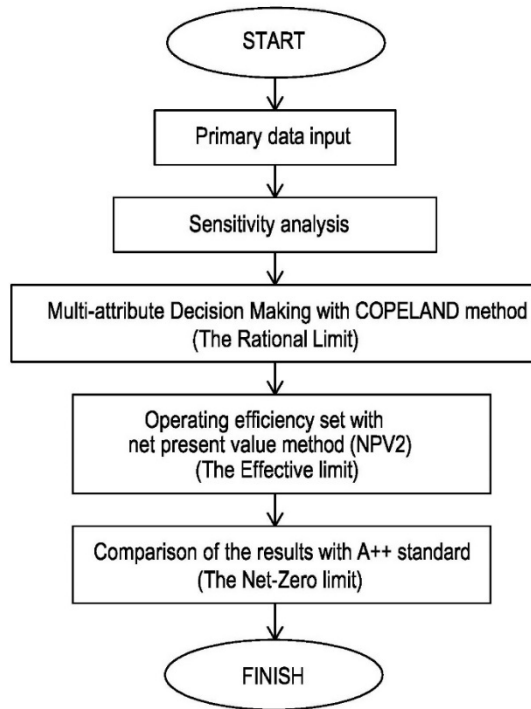 START
Primary data input
Sensitivity analysis
Multi-attribute Decision Making with COPELAND method
(The Rational Limit)
Operating efficiency set with
net present value method (NPV2)
(The Effective limit)
Comparison of the results with A++ standard
(The Net-Zero limit)
FINISH